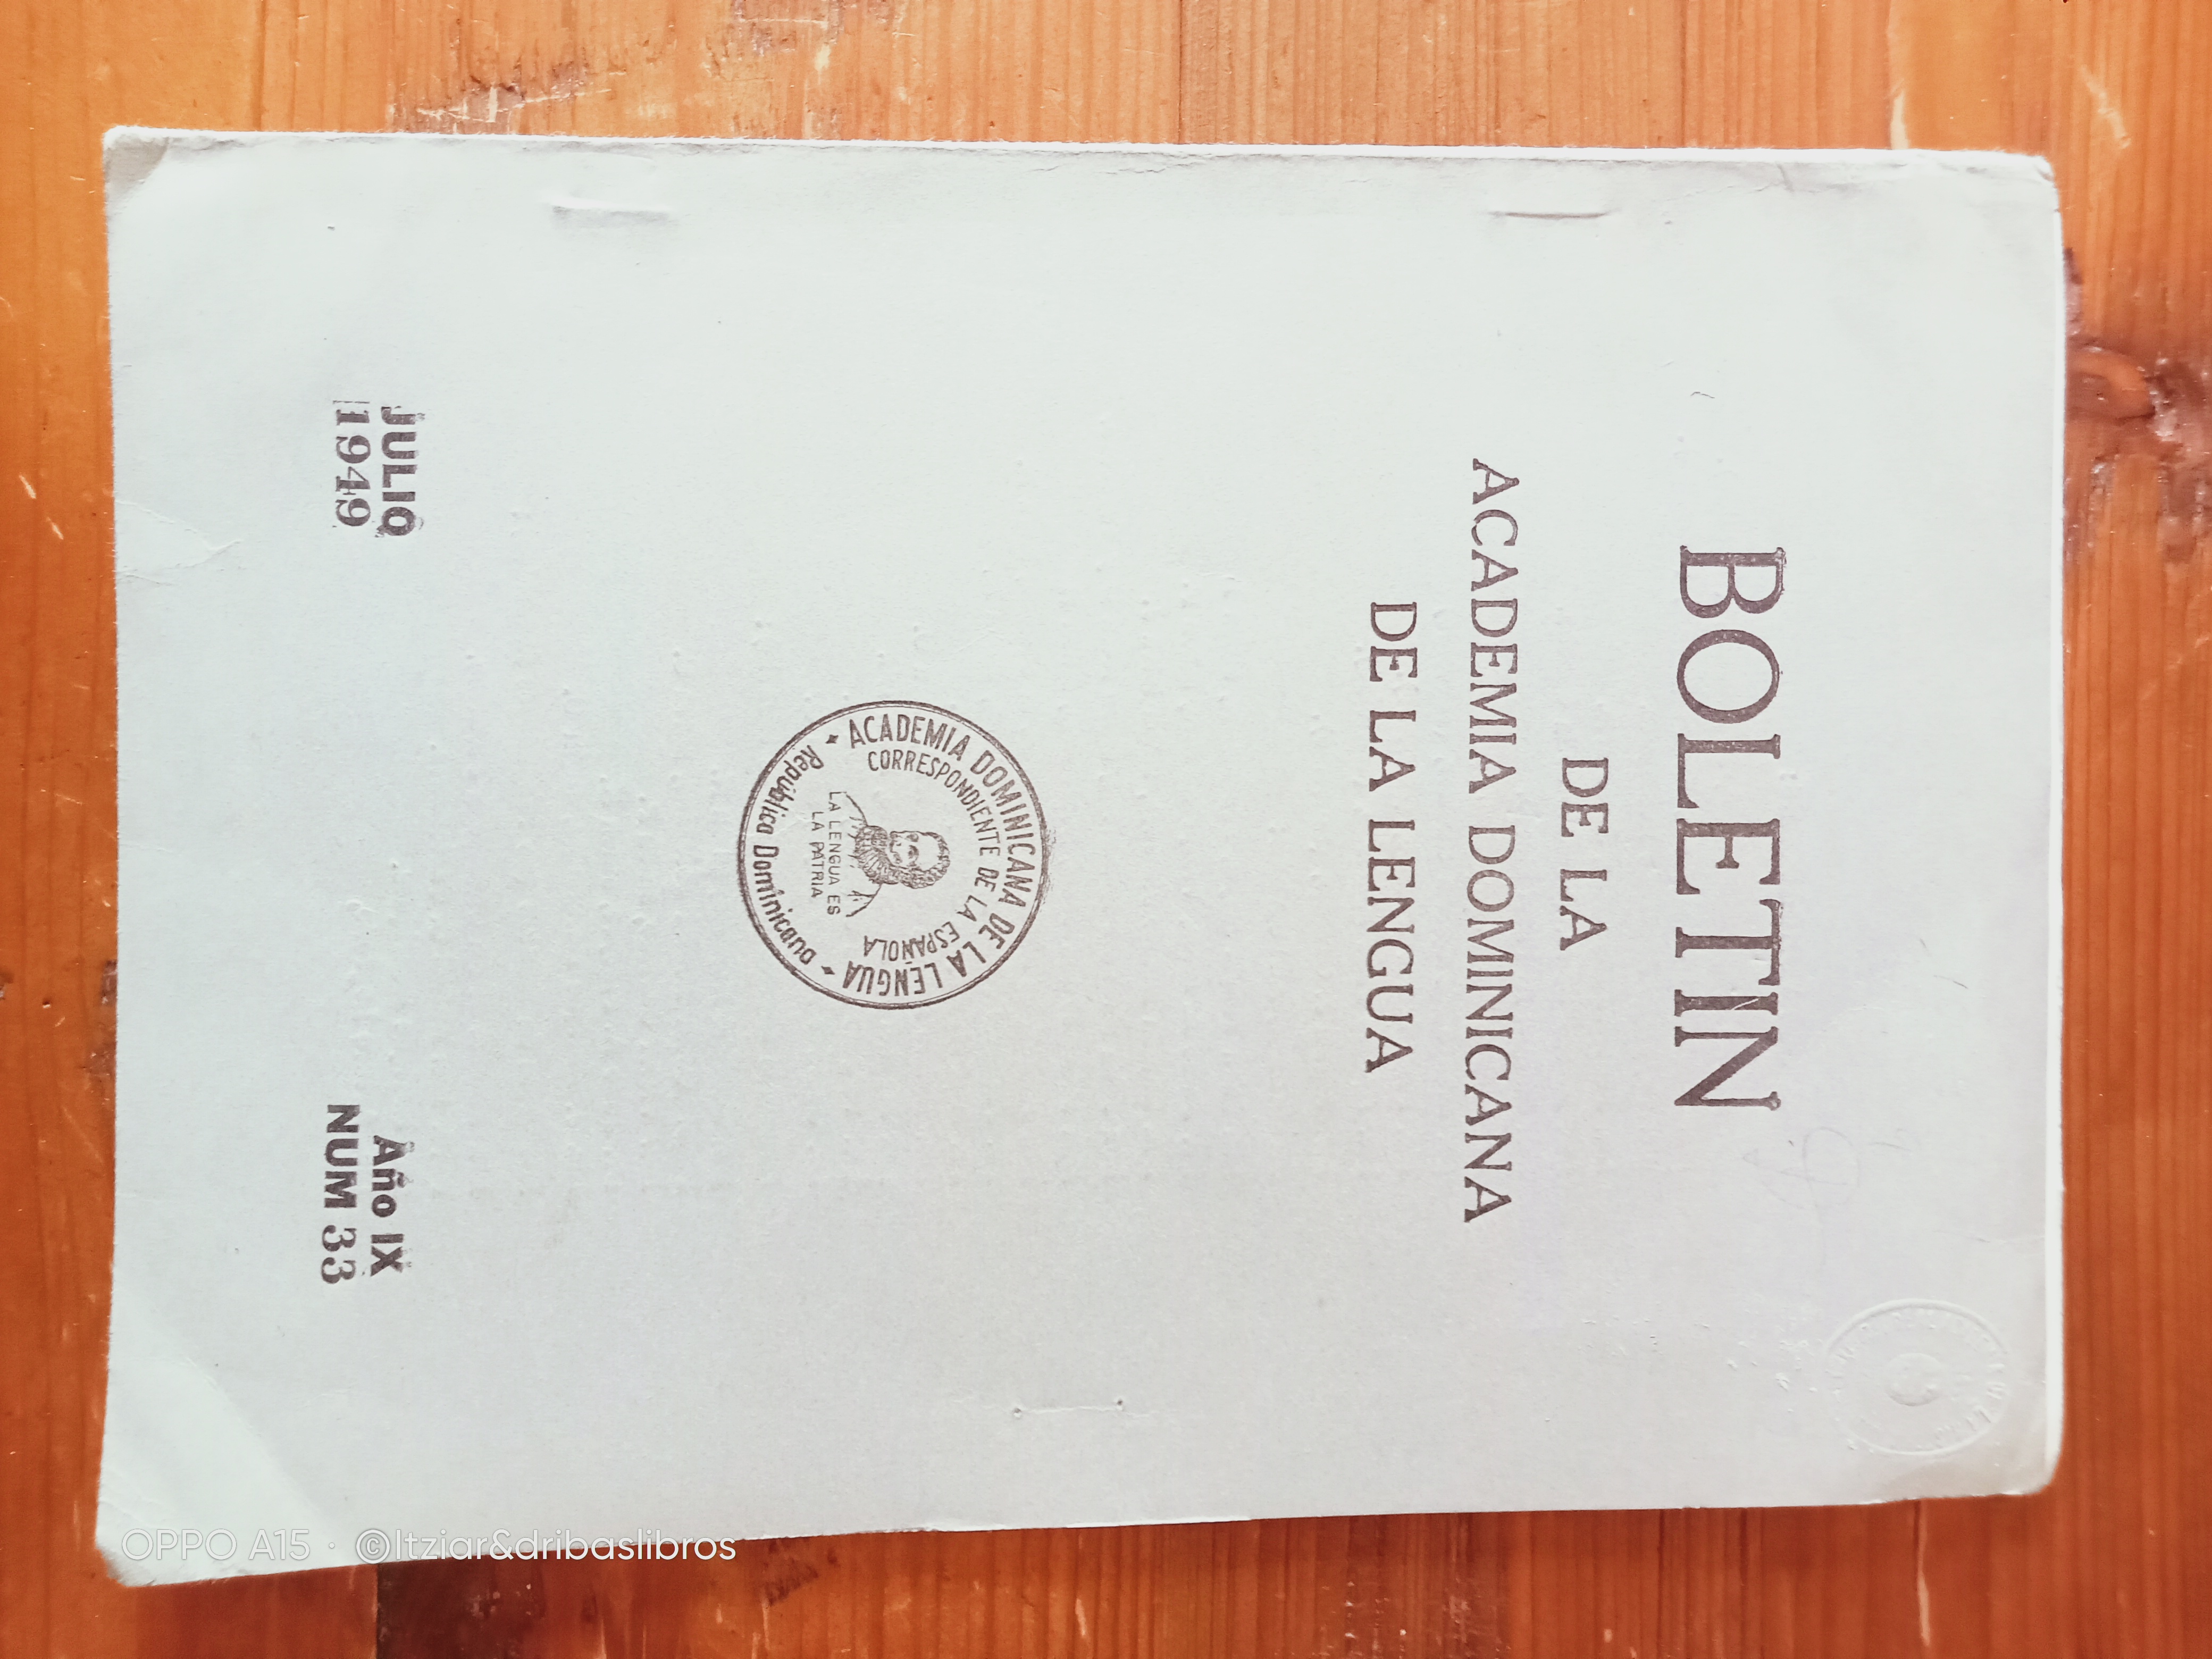 BOLETIN
DE LA
ACADEMIA DOMINICANA
DE LA LENGUA
ACADEMIA DOMINICANA DE LA LENGUA
CORRESPONDIENTE DE LA ESPAÑOLA
LA LENGUA ES
LA PATRIA
República Dominicana
JULIO
1949
Año IX
NUM 33
OPPO A15 · ©Itziar&dribaslibros